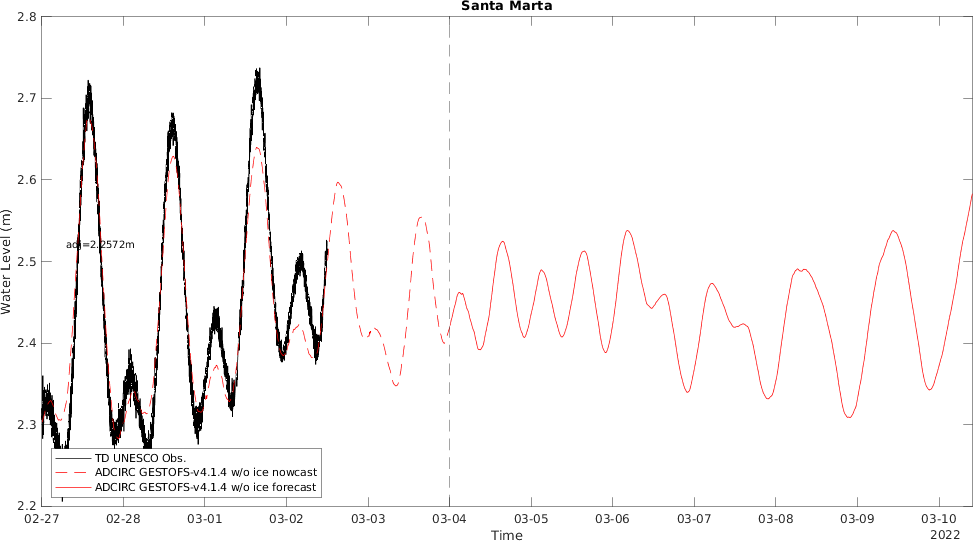 Santa Marta
2.8
2.7
2.6
2.5
2.4
2.3
2.2
Water Level (m)
adj=2.2572m
TD UNESCO Obs.
ADCIRC GESTOFS-v4.1.4 w/o ice nowcast
ADCIRC GESTOFS-v4.1.4 w/o ice forecast
02-27 02-28 03-01 03-02 03-03 03-04 03-05 03-06 03-07 03-08 03-09 03-10
Time
2022